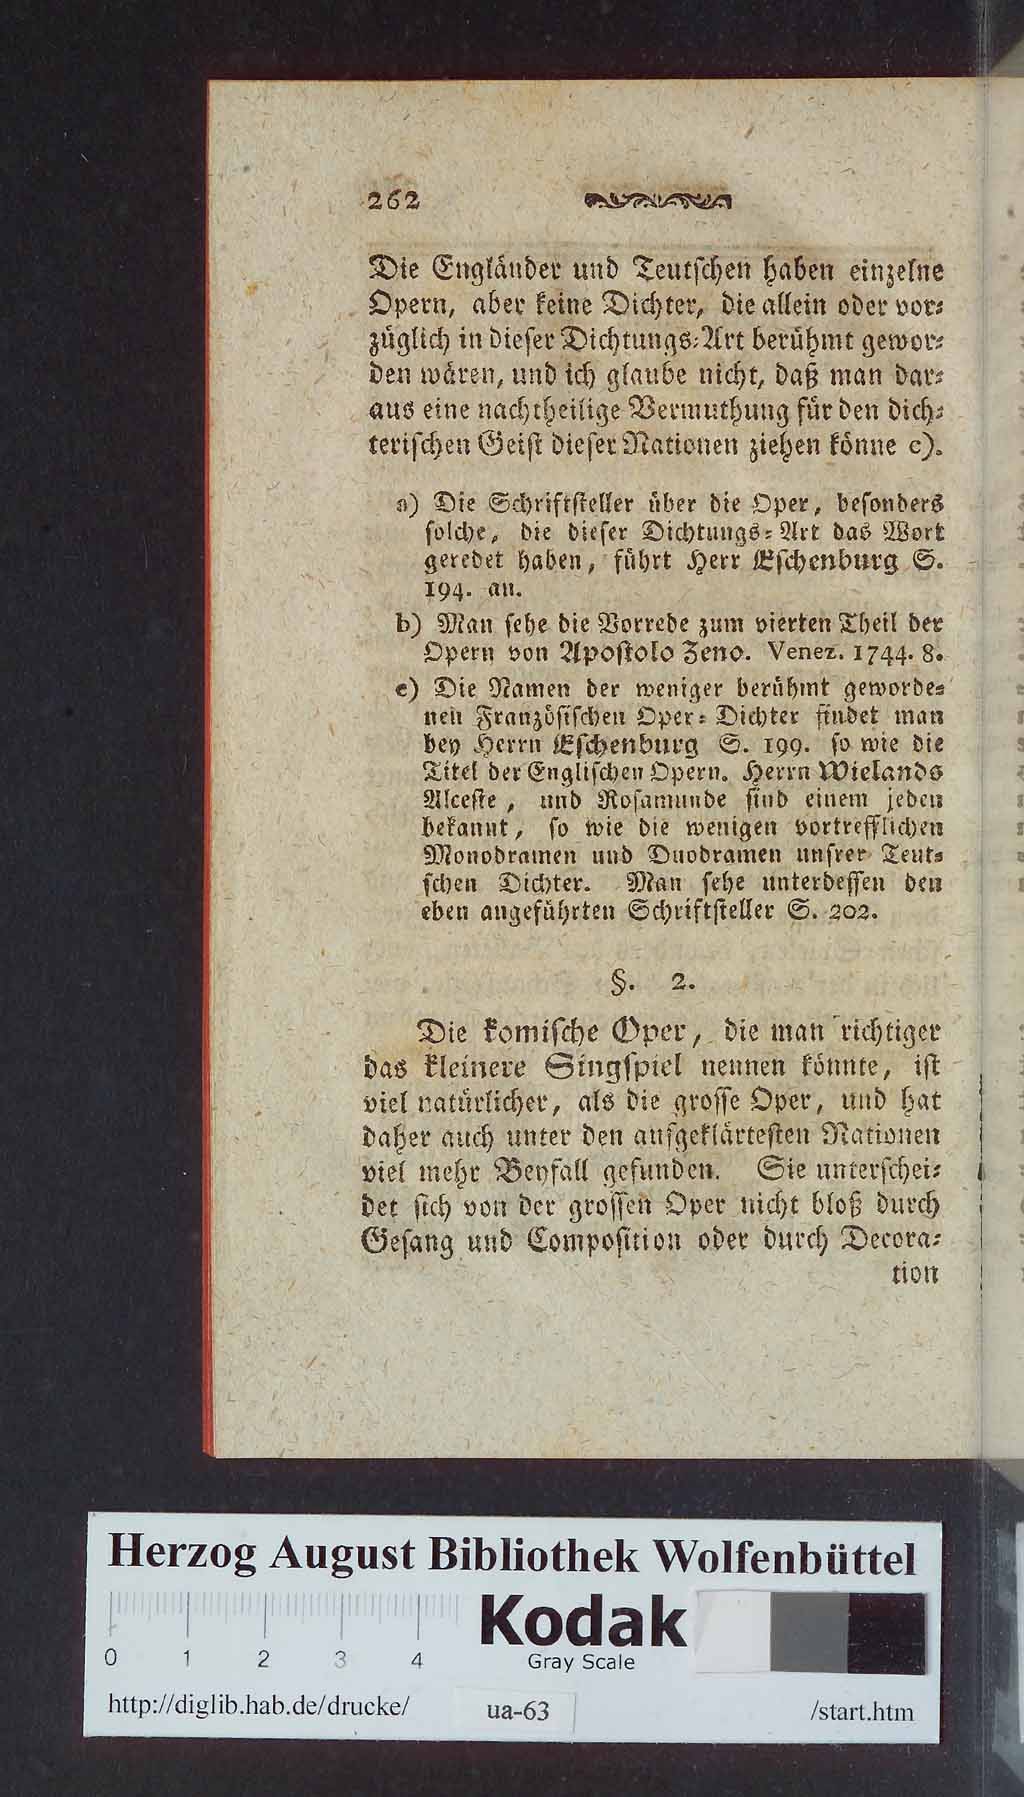 262
Die Engländer und Teutschen haben einzelne
Opern, aber keine Dichter, die allein oder vor-
züglich in dieser Dichtungs-Art berühmt gewor-
den wären, und ich glaube nicht, daß man dar-
aus eine nachtheilige Vermuthung für den dich-
terischen Geist dieser Nationen ziehen könne c).
a) Die Schriftsteller über die Oper, besonders
solche, die dieser Dichtungs-Art das Wort
geredet haben, führt Herr Eschenburg S.
194. an.
b) Man sehe die Vorrede zum vierten Theil der
Opern von Apostolo Zeno. Venez. 1744. 8.
c) Die Namen der weniger berühmt geworde-
nen Französischen Oper-Dichter findet man
bey Herrn Eschenburg S. 199. so wie die
Titel der Englischen Opern. Herrn Wielands
Alceste, und Rosamunde sind einem jeden
bekannt, so wie die wenigen vortrefflichen
Monodramen und Duodramen unsrer Teut-
schen Dichter. Man sehe unterdessen den
eben angeführten Schriftsteller S. 202.
§. 2.
Die komische Oper, die man richtiger
das kleinere Singspiel nennen könnte, ist
viel natürlicher, als die grosse Oper, und hat
daher auch unter den aufgeklärtesten Nationen
viel mehr Beyfall gefunden. Sie unterschei-
det sich von der grossen Oper nicht bloß durch
Gesang und Composition oder durch Decora-
tion
Herzog August Bibliothek Wolfenbüttel
0 1 2 3 4
Kodak
Gray Scale
http://diglib.hab.de/drucke/ ua-63 /start.htm